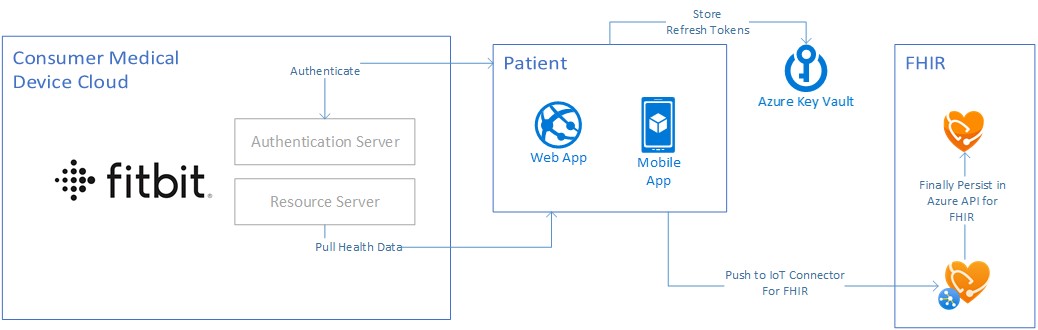 Consumer Medical
Device Cloud
Authenticate
Authentication Server
fitbit®
Resource Server
Pull Health Data
Patient
Web App
Mobile
App
Store
Refresh Tokens
Azure Key Vault
Push to IoT Connector
For FHIR
FHIR
Finally Persist in
Azure API for
FHIR